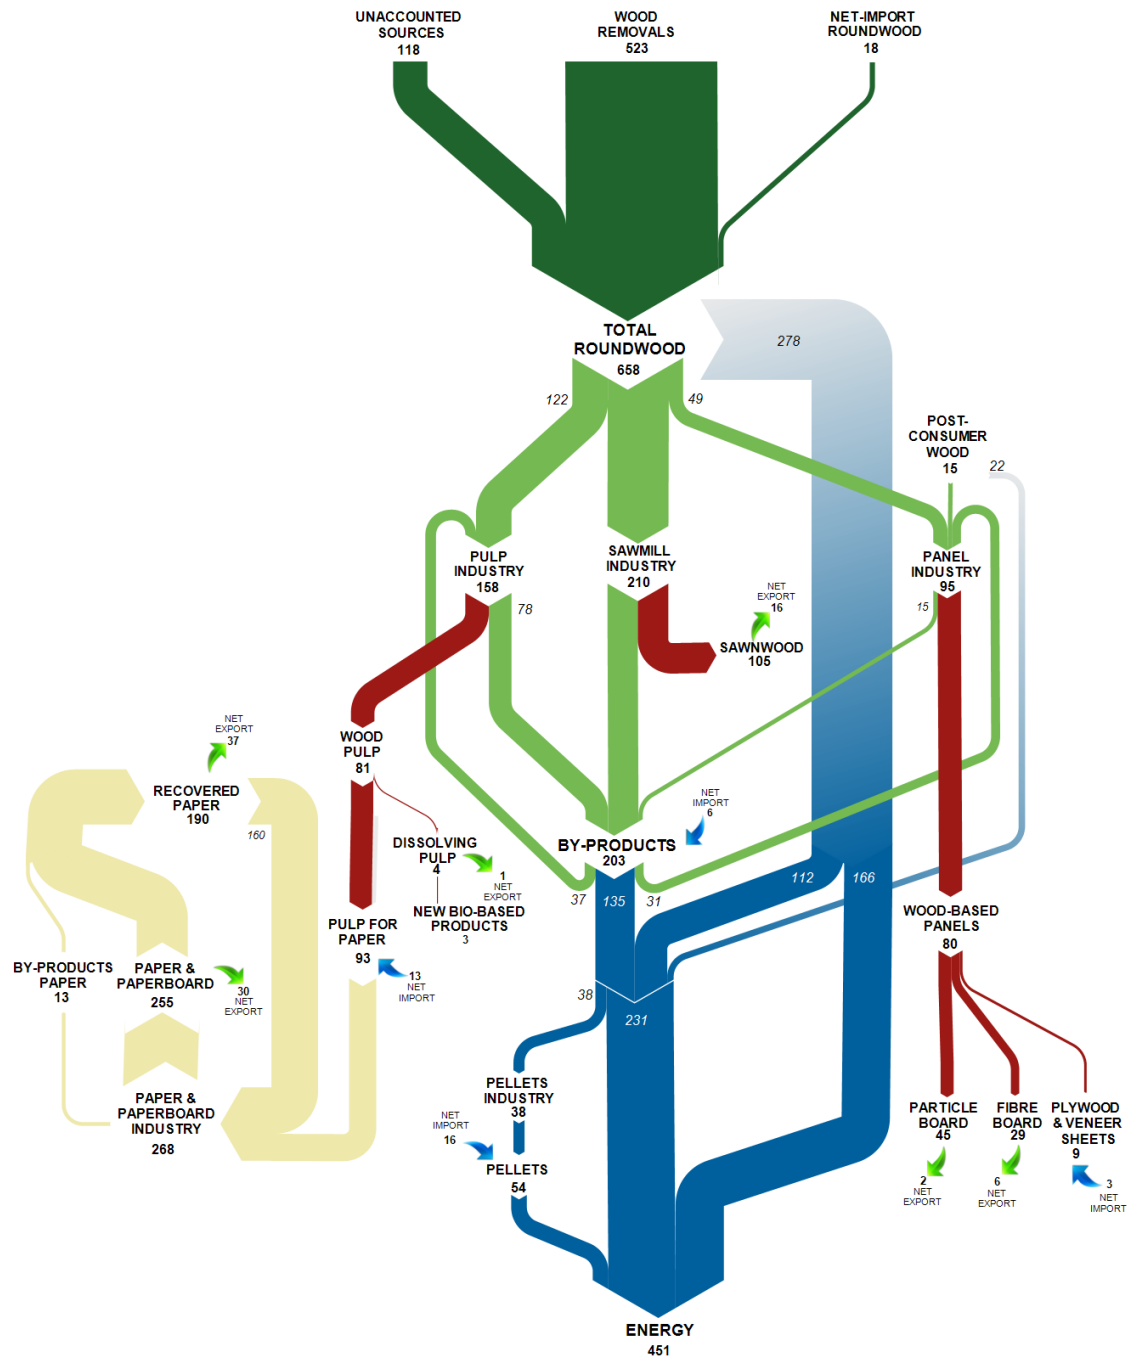 UNACCOUNTED
SOURCES
118
WOOD
REMOVALS
523
NET-IMPORT
ROUNDWOOD
18
TOTAL
ROUNDWOOD
658
278
122
49
POST-
CONSUMER
WOOD
15
22
PULP
INDUSTRY
158
SAWMILL
INDUSTRY
210
PANEL
INDUSTRY
95
78
15
NET
EXPORT
16
SAWNWOOD
105
NET
EXPORT
37
WOOD
PULP
81
RECOVERED
PAPER
190
160
NET
IMPORT
6
DISSOLVING
PULP
4
1
NET
EXPORT
BY-PRODUCTS
203
112
166
37
135
31
NEW BIO-BASED
PRODUCTS
3
PULP FOR
PAPER
93
13
NET
IMPORT
WOOD-BASED
PANELS
80
BY-PRODUCTS
PAPER
13
PAPER &
PAPERBOARD
255
30
NET
EXPORT
38
231
PELLETS
INDUSTRY
38
NET
IMPORT
16
PELLETS
54
PAPER &
PAPERBOARD
INDUSTRY
268
PARTICLE
BOARD
45
2
NET
EXPORT
FIBRE
BOARD
29
6
NET
EXPORT
PLYWOOD
& VENEER
SHEETS
9
3
NET
IMPORT
ENERGY
451